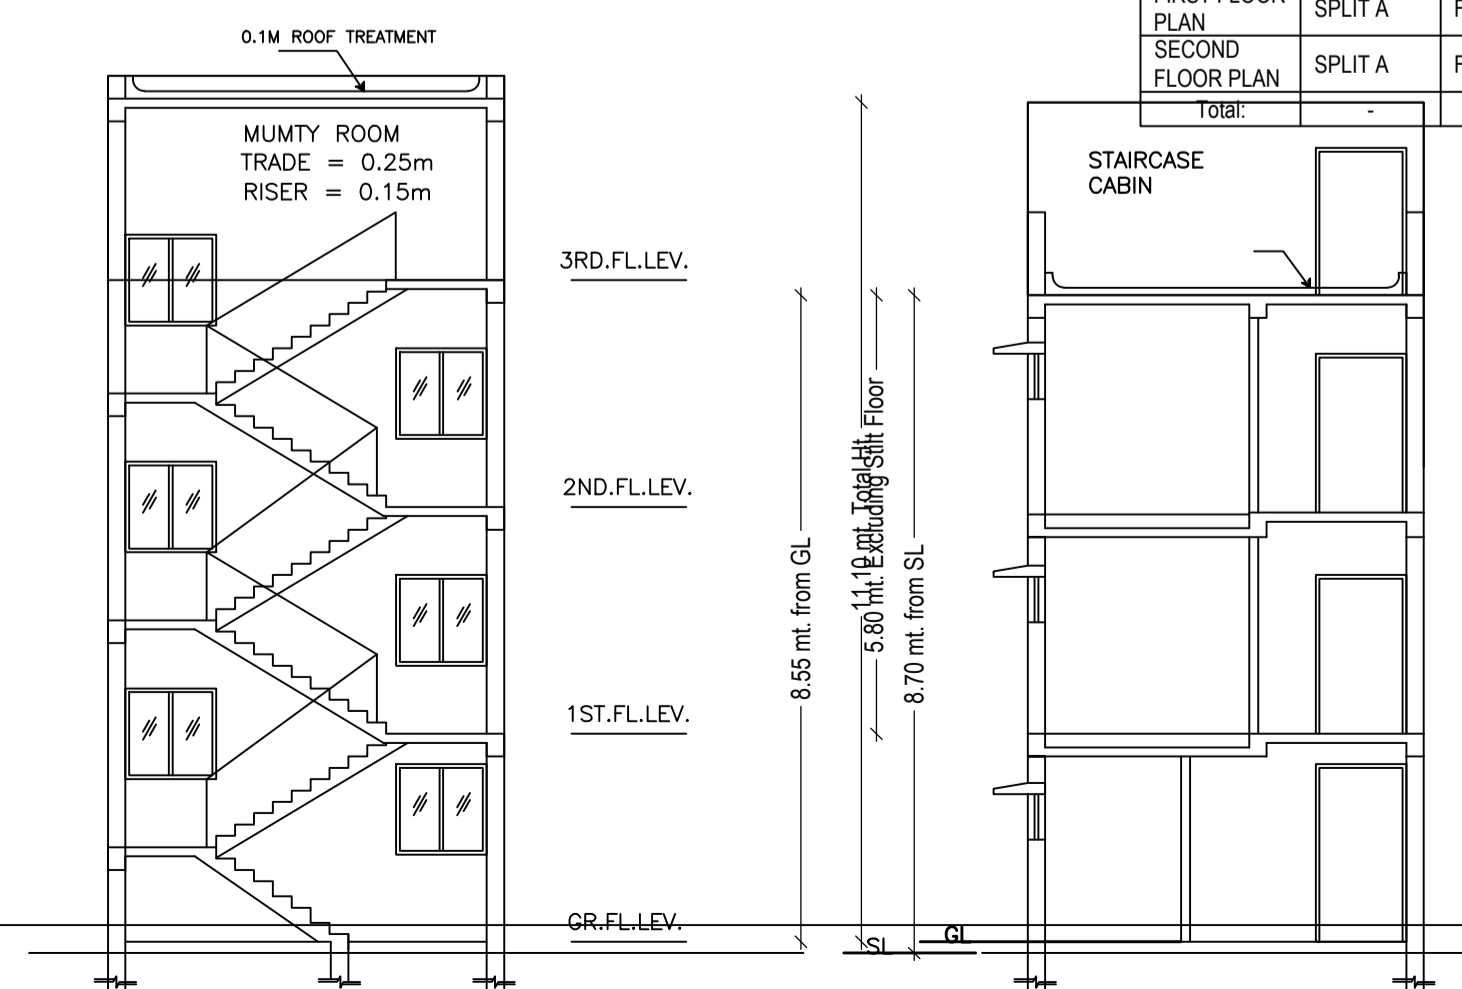 FIRST FLOOR
PLAN
SPLIT A
SECOND
FLOOR PLAN
SPLIT A
Total:
-
0.1M ROOF TREATMENT
MUMTY ROOM
TRADE = 0.25m
RISER = 0.15m
STAIRCASE
CABIN
3RD.FL.LEV.
2ND.FL.LEV.
1ST.FL.LEV.
GR.FL.LEV.
8.55 mt. from GL
11.10 mt. Total Ht.
5.80 mt. Excluding Stilt Floor
8.70 mt. from SL
GL
SL